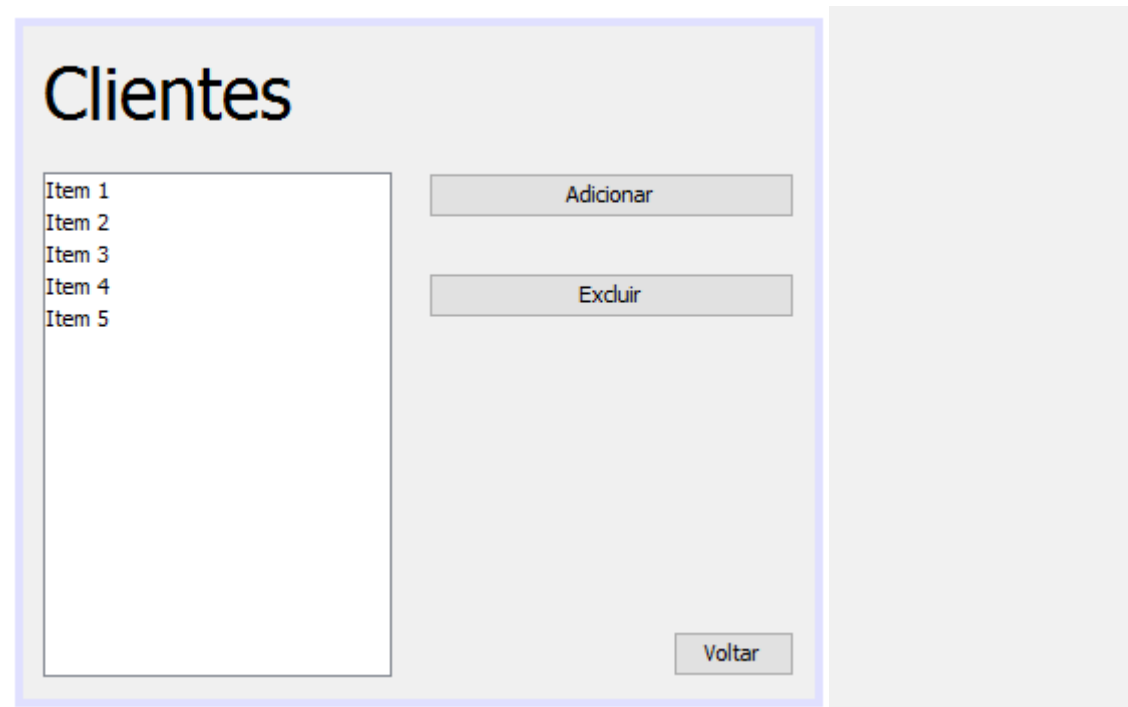 Clientes
Item 1
Item 2
Item 3
Item 4
Item 5
Adicionar
Excluir
Voltar